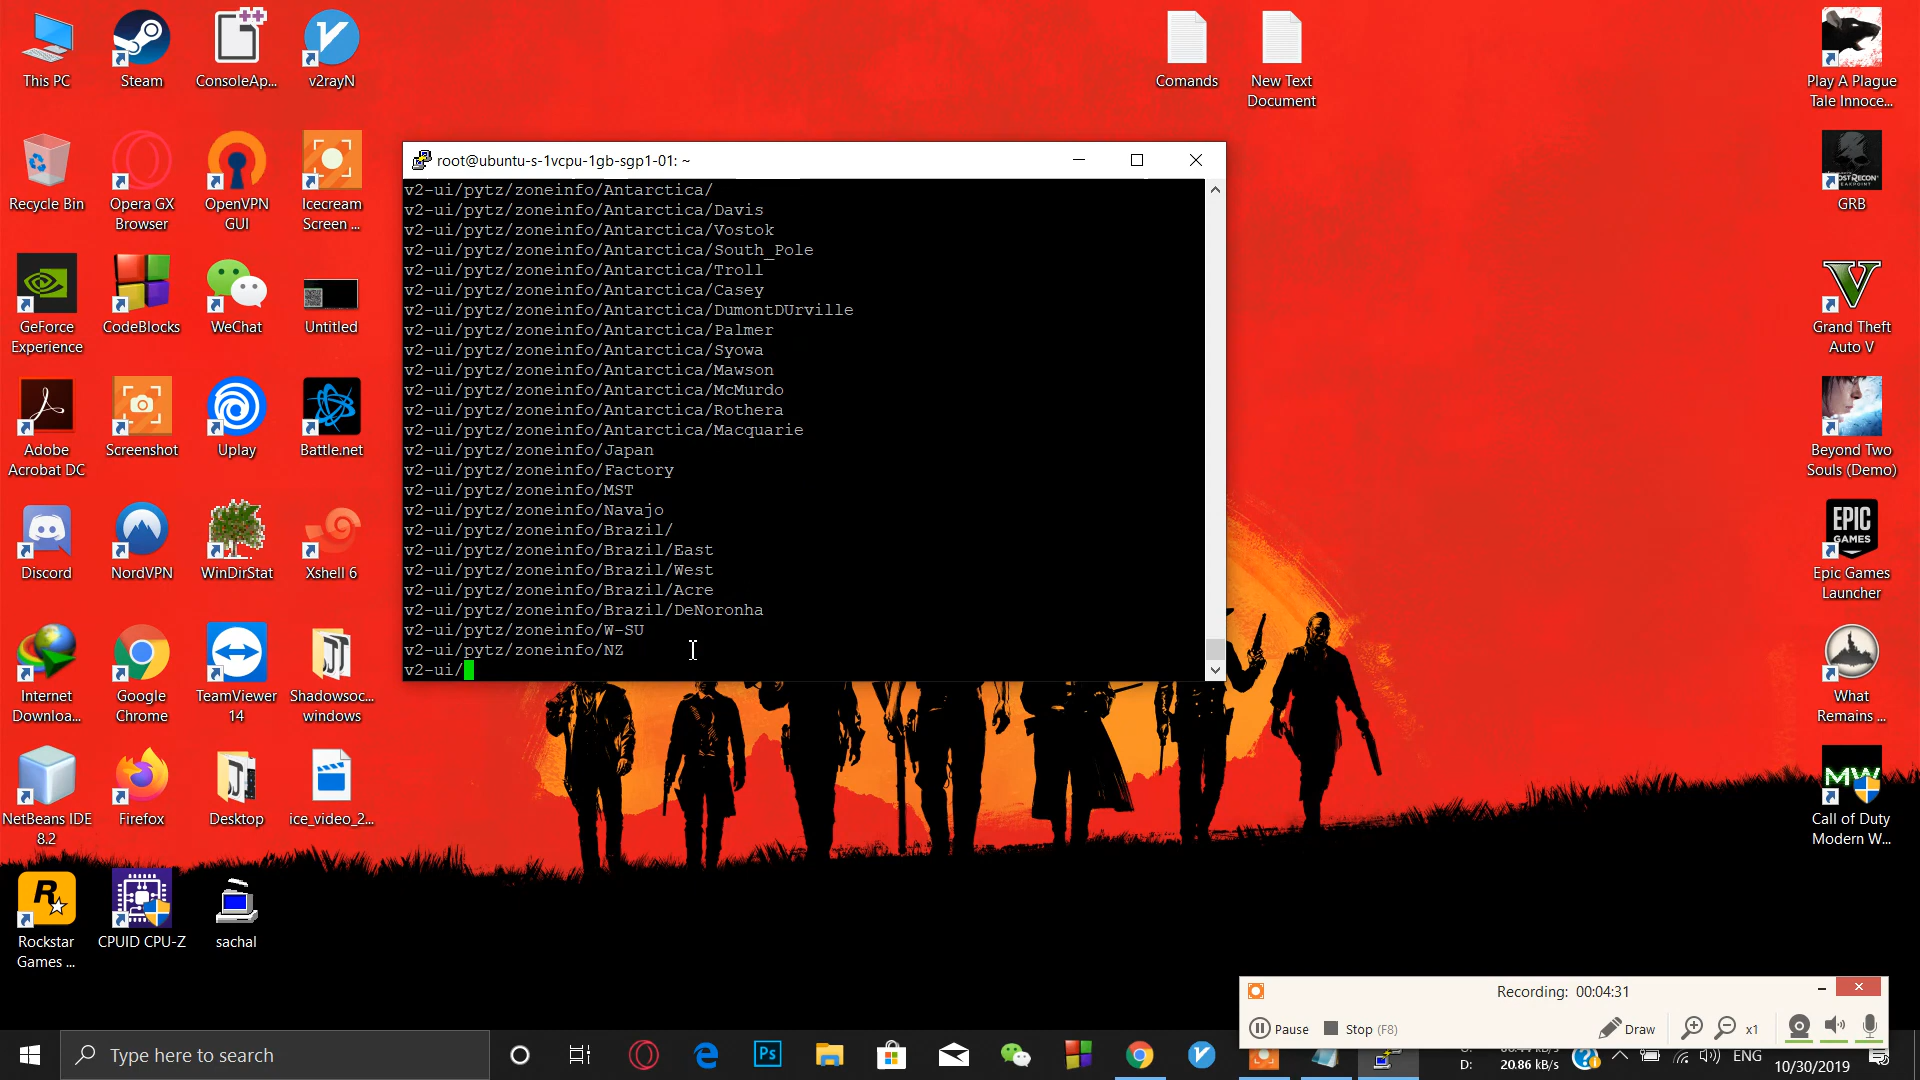 This PC
Steam
ConsoleAp...
v2rayN
Comands
New Text
Document
Play A Plague
Tale Innoce...
Recycle Bin
Opera GX
Browser
OpenVPN
GUI
Icecream
Screen ...
GRB
GeForce
Experience
CodeBlocks
WeChat
Untitled
Grand Theft
Auto V
Adobe
Acrobat DC
Screenshot
Uplay
Battle.net
Beyond Two
Souls (Demo)
Discord
NordVPN
WinDirStat
Xshell 6
EPIC
GAMES
Epic Games
Launcher
Internet
Downloa...
Google
Chrome
TeamViewer
14
Shadowsoc...
windows
What
Remains ...
NetBeans IDE
8.2
Firefox
Desktop
ice_video_2...
MW
Call of Duty
Modern W...
Rockstar
Games ...
CPUID CPU-Z
sachal
root@ubuntu-s-1vcpu-1gb-sgp1-01: ~
v2-ui/pytz/zoneinfo/Antarctica/
v2-ui/pytz/zoneinfo/Antarctica/Davis
v2-ui/pytz/zoneinfo/Antarctica/Vostok
v2-ui/pytz/zoneinfo/Antarctica/South_Pole
v2-ui/pytz/zoneinfo/Antarctica/Troll
v2-ui/pytz/zoneinfo/Antarctica/Casey
v2-ui/pytz/zoneinfo/Antarctica/DumontDUrville
v2-ui/pytz/zoneinfo/Antarctica/Palmer
v2-ui/pytz/zoneinfo/Antarctica/Syowa
v2-ui/pytz/zoneinfo/Antarctica/Mawson
v2-ui/pytz/zoneinfo/Antarctica/McMurdo
v2-ui/pytz/zoneinfo/Antarctica/Rothera
v2-ui/pytz/zoneinfo/Antarctica/Macquarie
v2-ui/pytz/zoneinfo/Japan
v2-ui/pytz/zoneinfo/Factory
v2-ui/pytz/zoneinfo/MST
v2-ui/pytz/zoneinfo/Navajo
v2-ui/pytz/zoneinfo/Brazil/
v2-ui/pytz/zoneinfo/Brazil/East
v2-ui/pytz/zoneinfo/Brazil/West
v2-ui/pytz/zoneinfo/Brazil/Acre
v2-ui/pytz/zoneinfo/Brazil/DeNoronha
v2-ui/pytz/zoneinfo/W-SU
v2-ui/pytz/zoneinfo/NZ
v2-ui/
Recording: 00:04:31
Pause
Stop (F8)
Draw
x1
Type here to search
Ps
D:
20.86 kB/s
ENG
10/30/2019